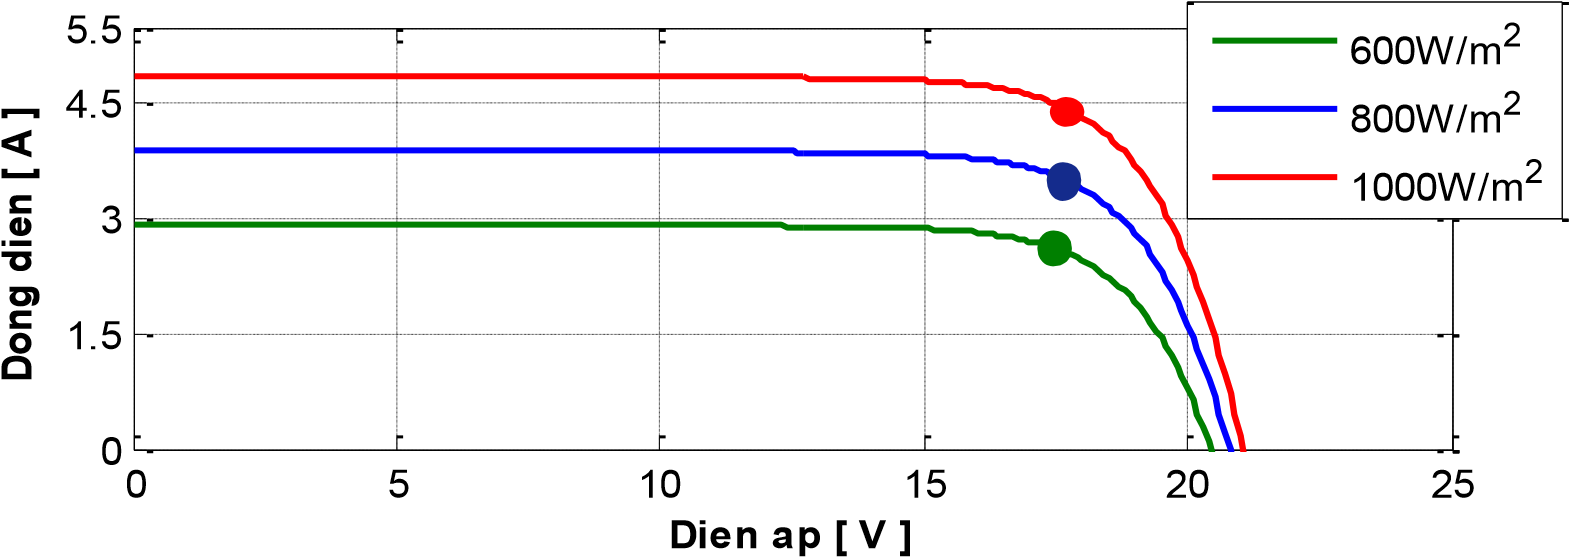 5.5
4.5
3
1.5
0
0 5 10 15 20 25
Dong dien [ A ]
Dien ap [ V ]
600W/m²
800W/m²
1000W/m²